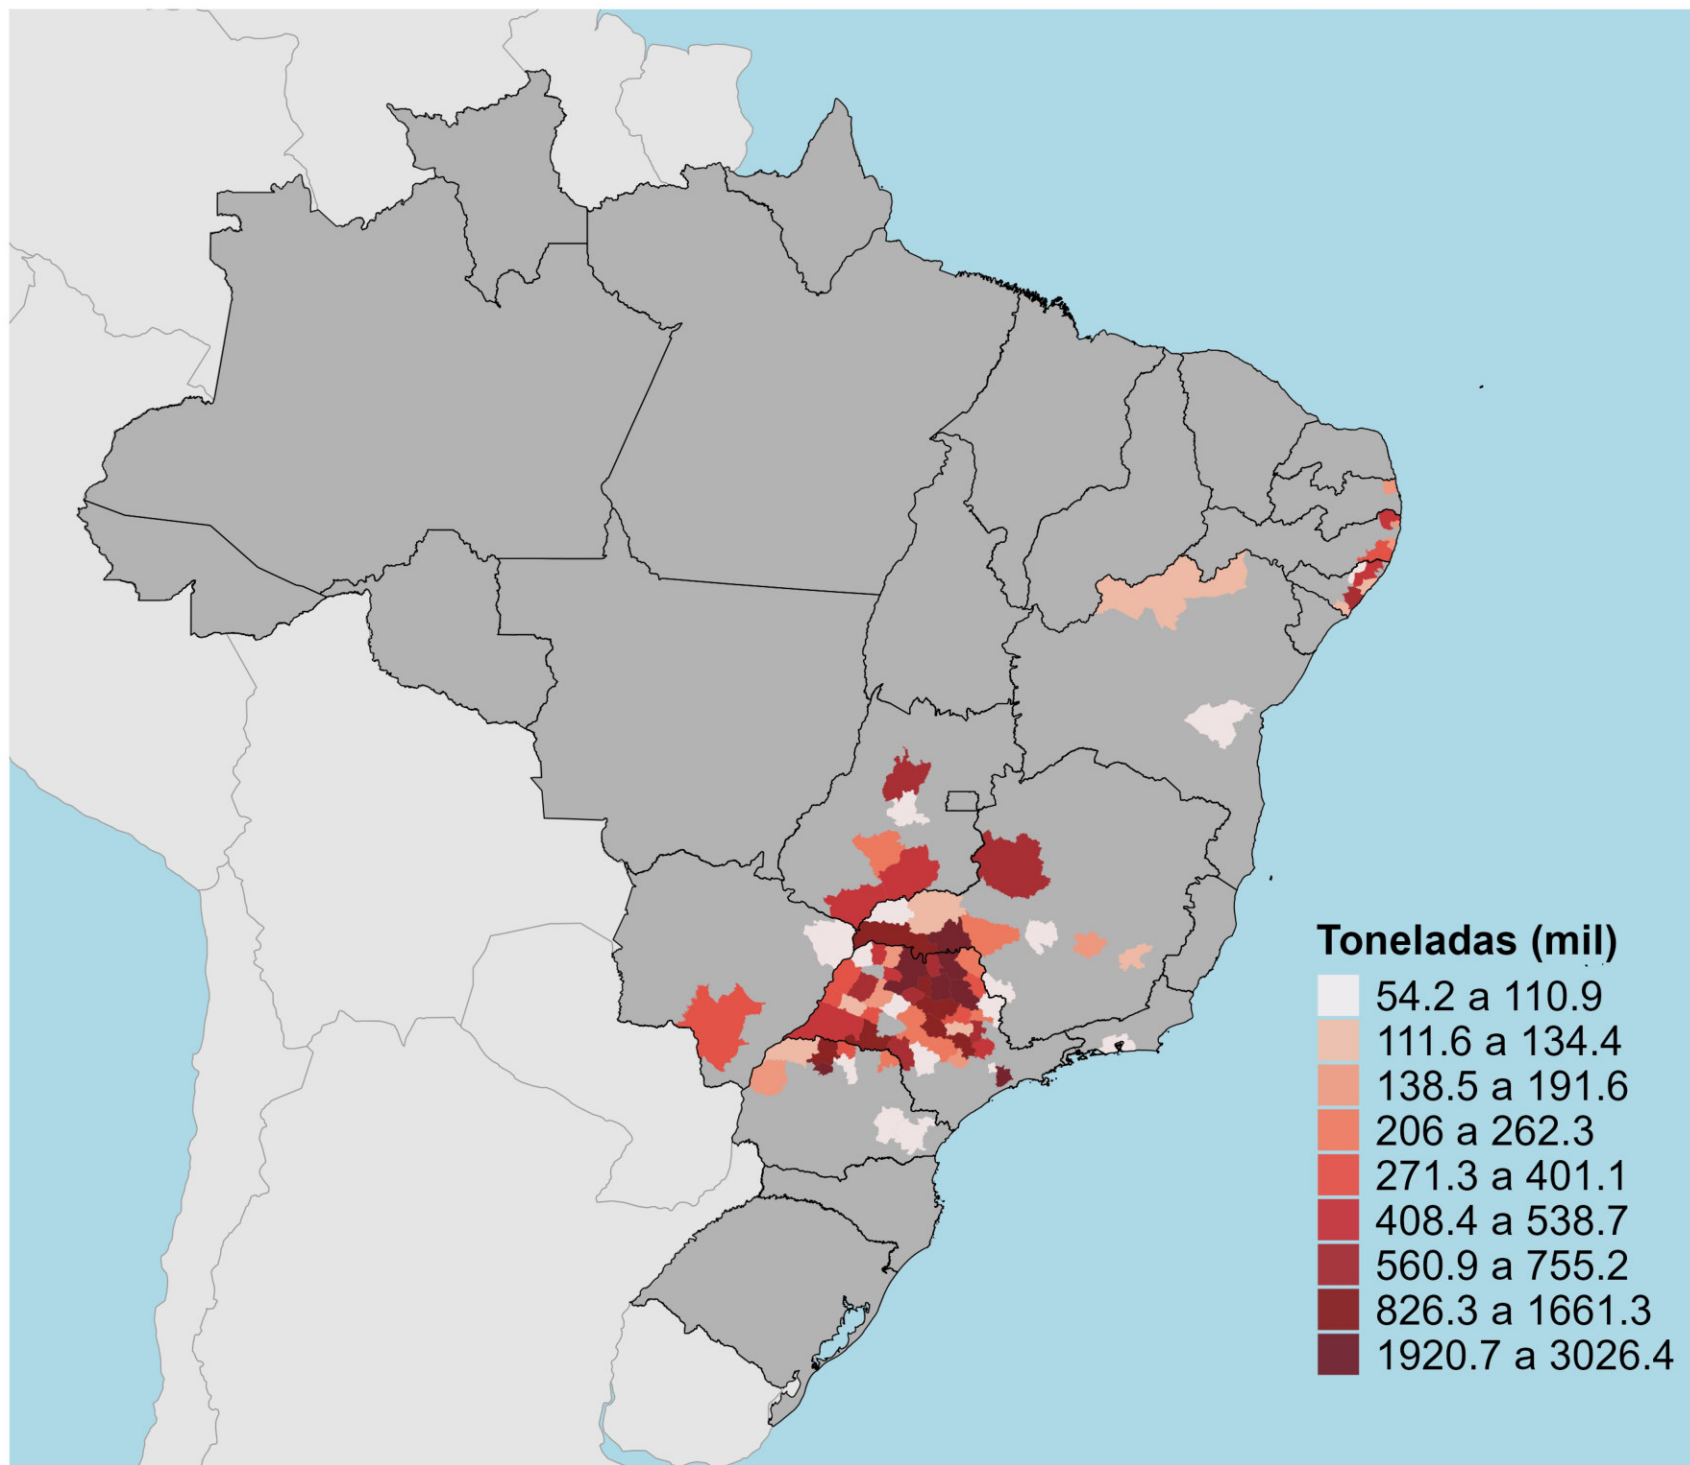 Toneladas (mil)
54.2 a 110.9
111.6 a 134.4
138.5 a 191.6
206 a 262.3
271.3 a 401.1
408.4 a 538.7
560.9 a 755.2
826.3 a 1661.3
1920.7 a 3026.4